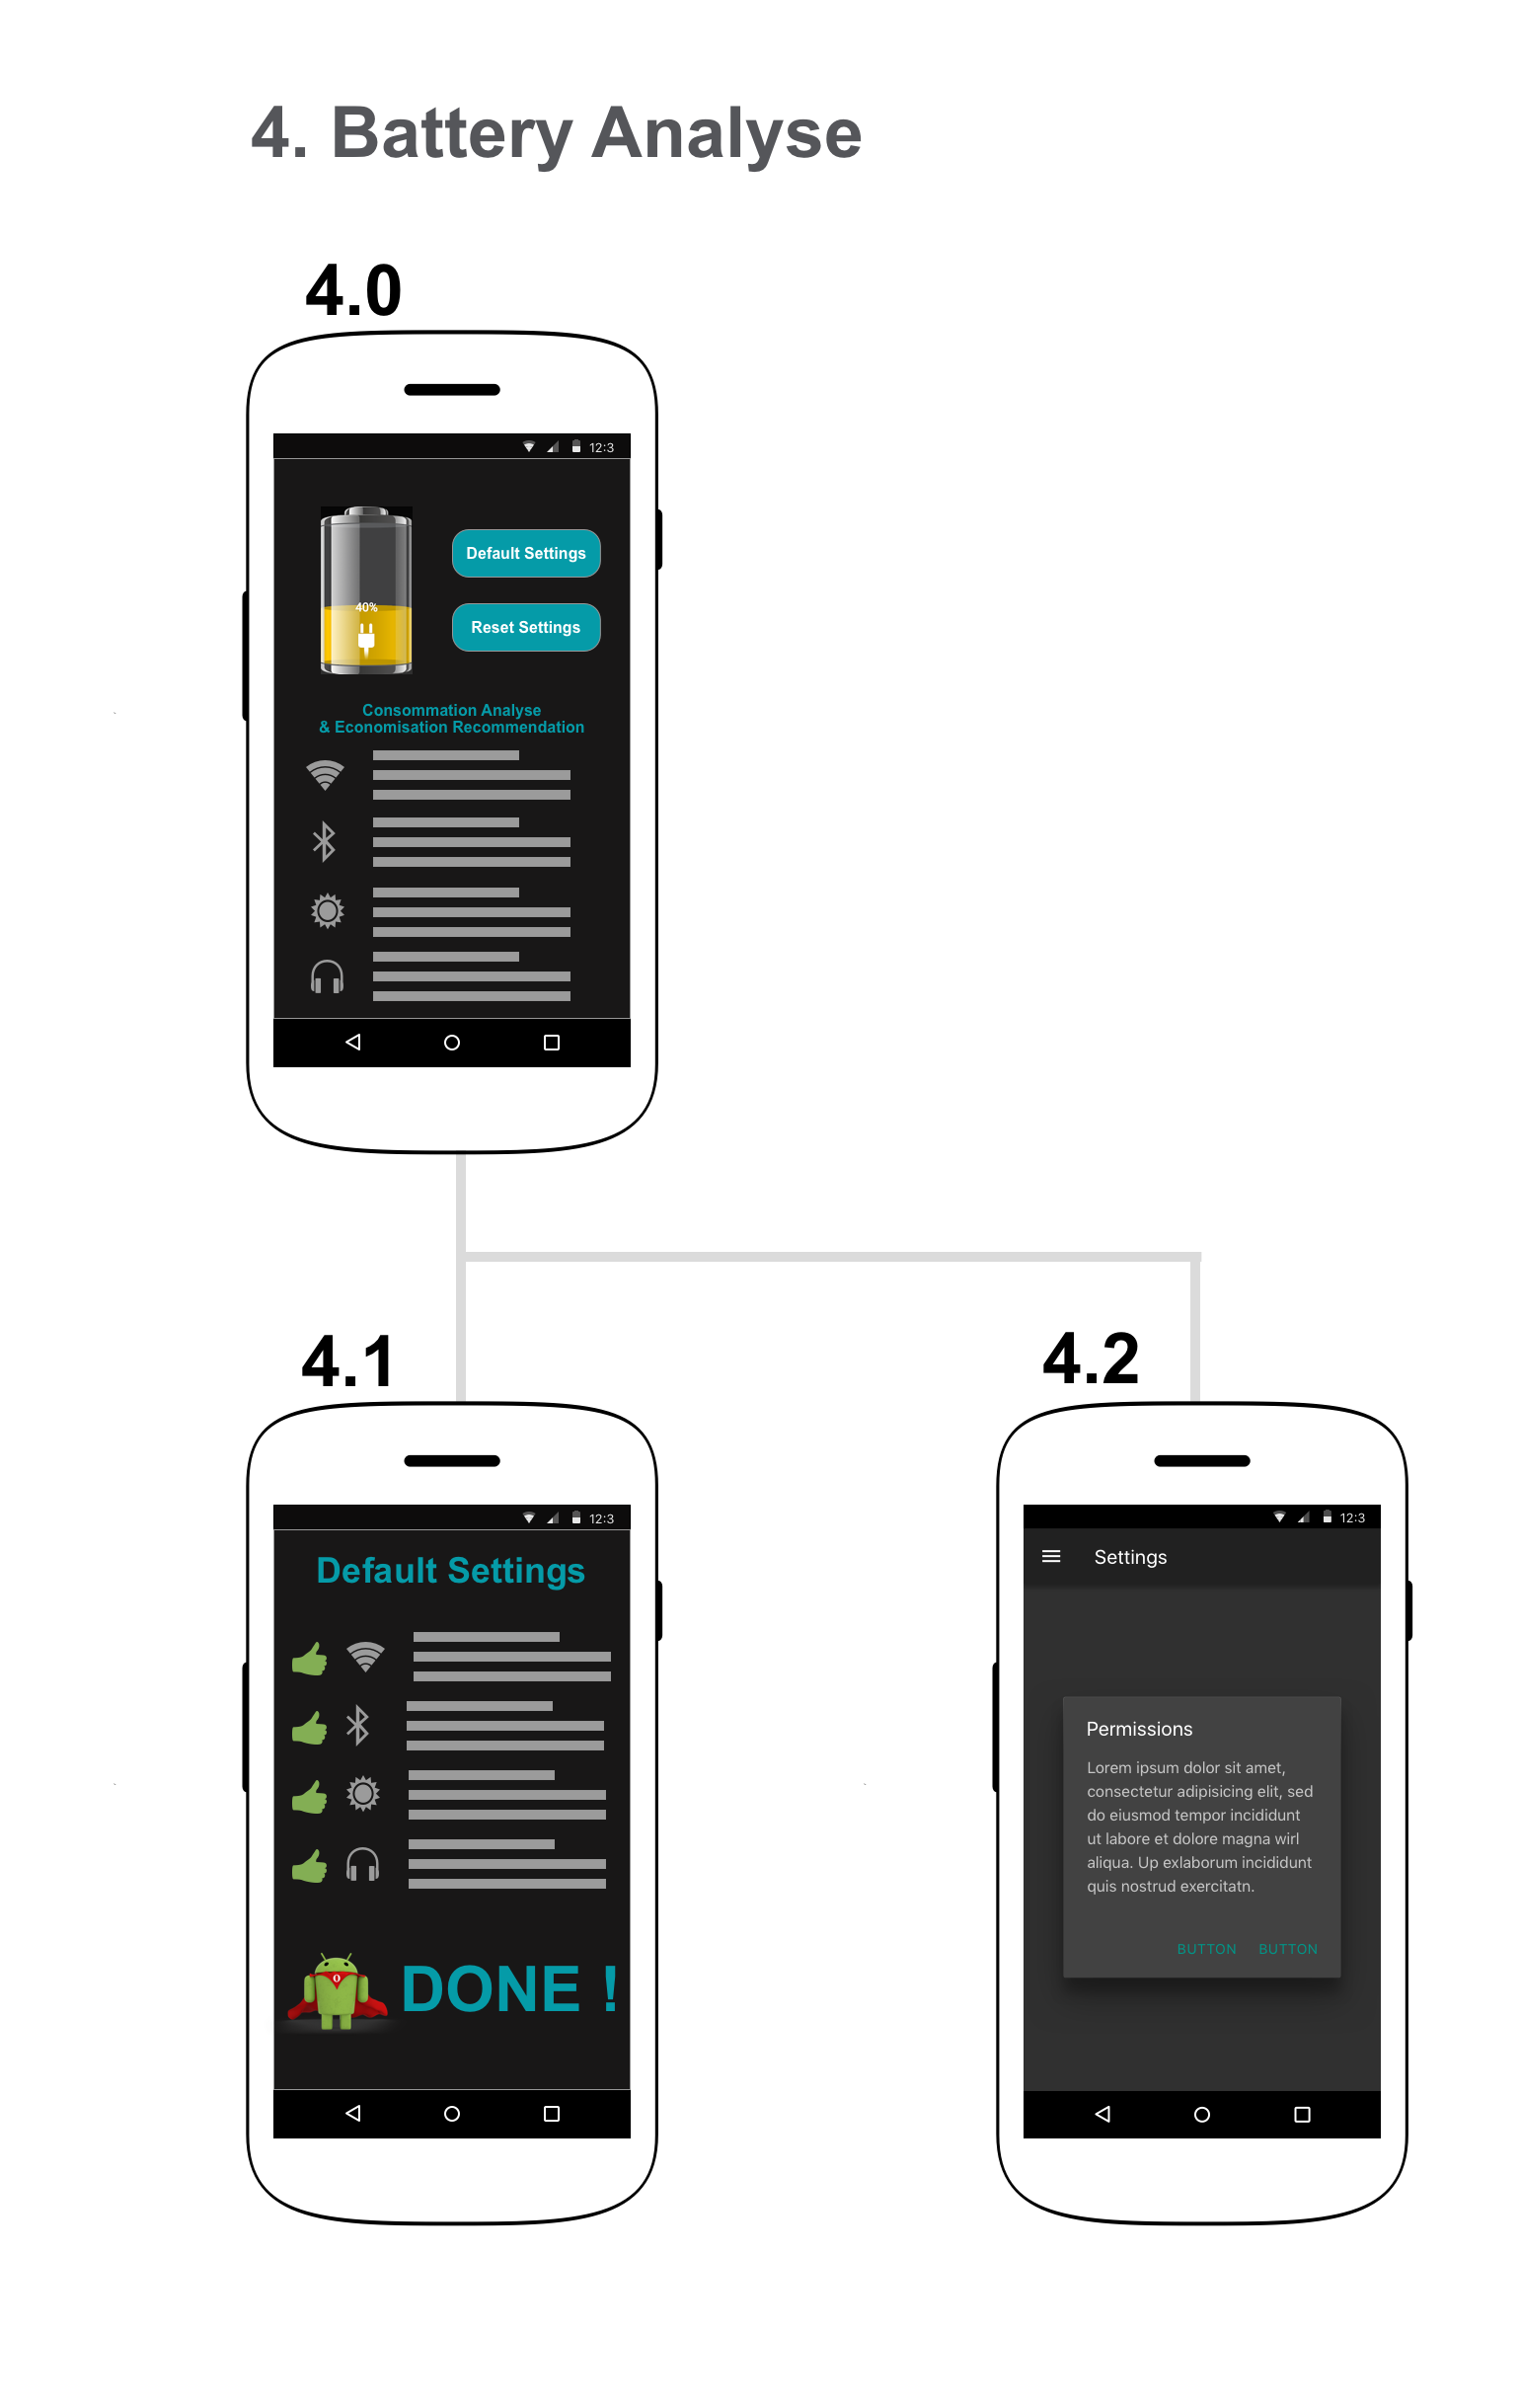 4. Battery Analyse
4.0
12:3
40%
Default Settings
Reset Settings
Consommation Analyse
& Economisation Recommendation
4.1
12:3
Default Settings
DONE !
4.2
12:3
Settings
Permissions
Lorem ipsum dolor sit amet,
consectetur adipisicing elit, sed
do eiusmod tempor incididunt
ut labore et dolore magna wirl
aliqua. Up exlaborum incididunt
quis nostrud exercitatn.
BUTTON BUTTON